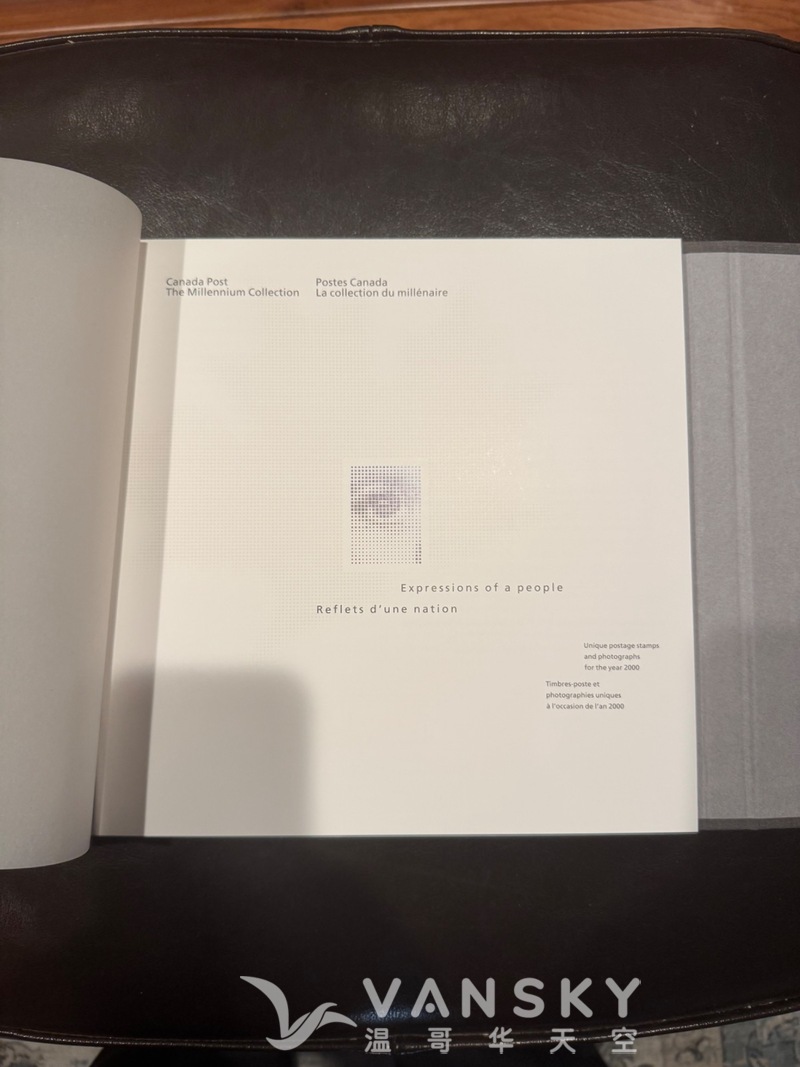 Canada Post
The Millennium Collection
Postes Canada
La collection du millénaire
Expressions of a people
Reflets d'une nation
Unique postage stamps
and photographs
for the year 2000
Timbres-poste et
photographies uniques
à l'occasion de l'an 2000
VANSKY
温哥华天空